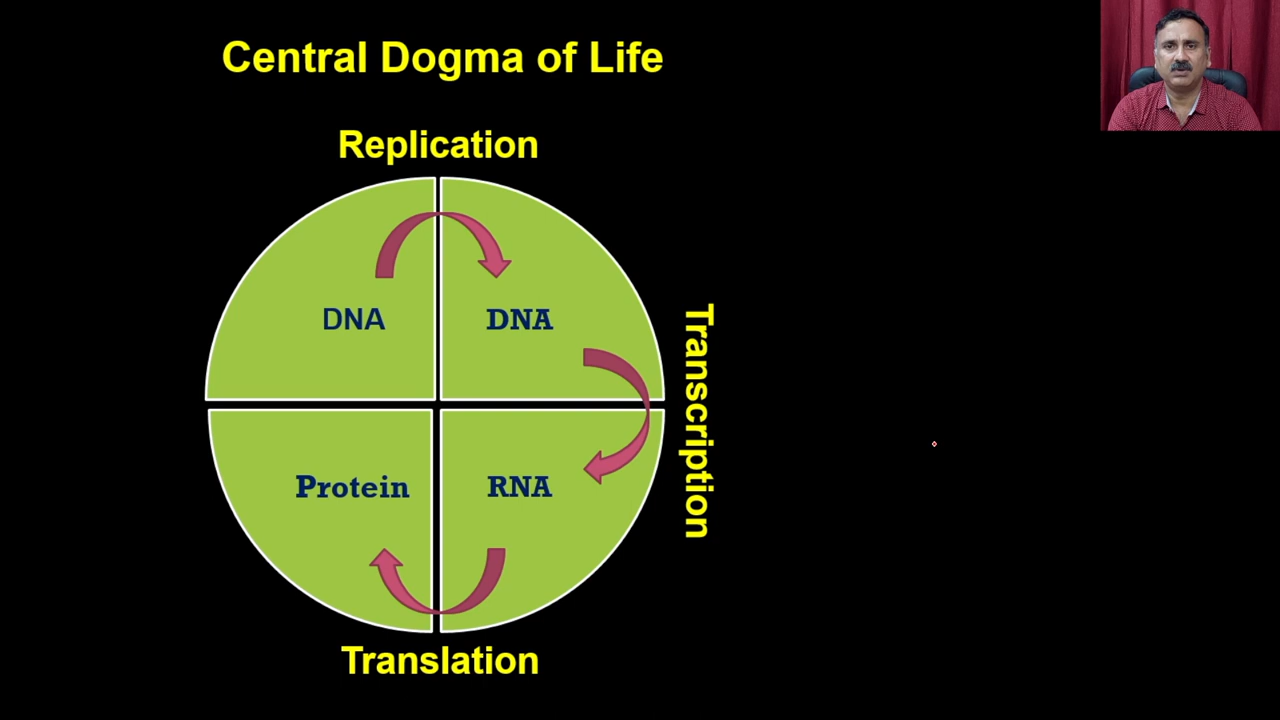 Central Dogma of Life
Replication
DNA
DNA
Transcription
Protein
RNA
Translation